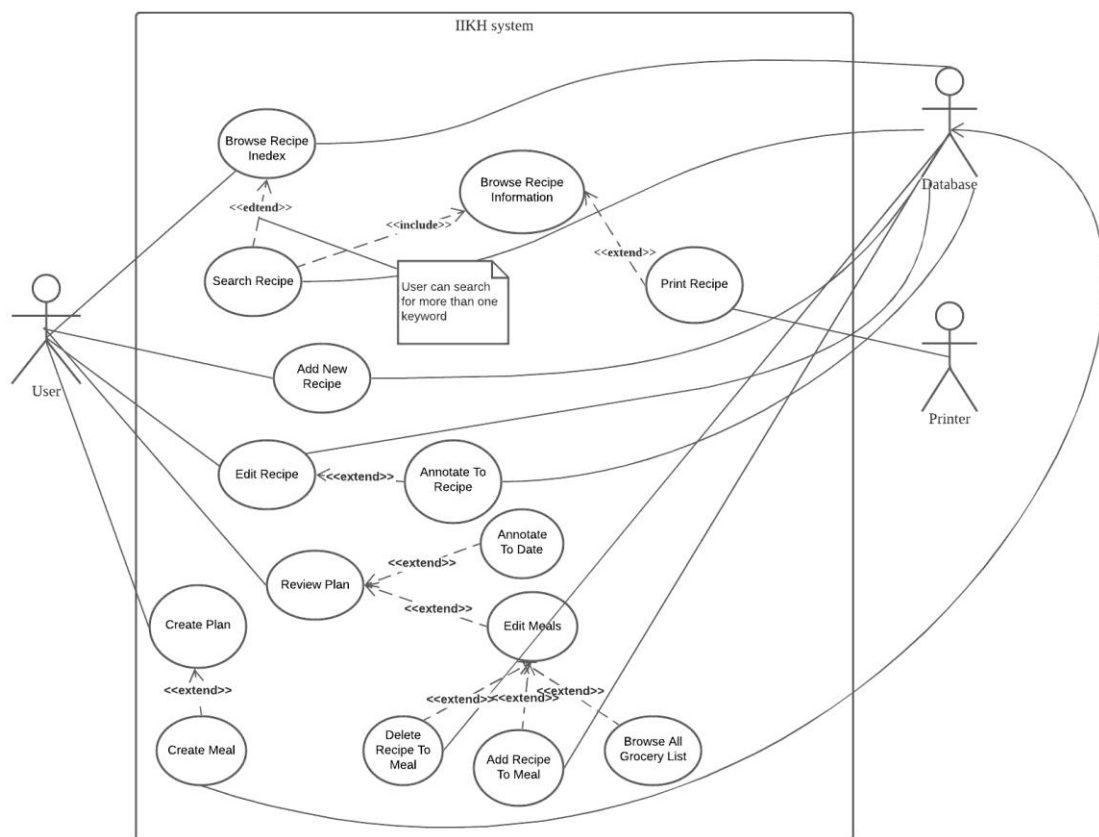 IIKH system
Browse Recipe
Inedex
<<edtend>>
Browse Recipe
Information
<<include>>
Database
<<extend>>
Search Recipe
User can search
for more than one
keyword
Print Recipe
User
Add New
Recipe
Printer
Edit Recipe
<<extend>>
Annotate To
Recipe
Annotate
To Date
<<extend>>
Review Plan
<<extend>>
Create Plan
Edit Meals
<<extend>>
<<extend>>
<<extend>>
<<extend>>
Create Meal
Delete
Recipe To
Meal
Add Recipe
To Meal
Browse All
Grocery List